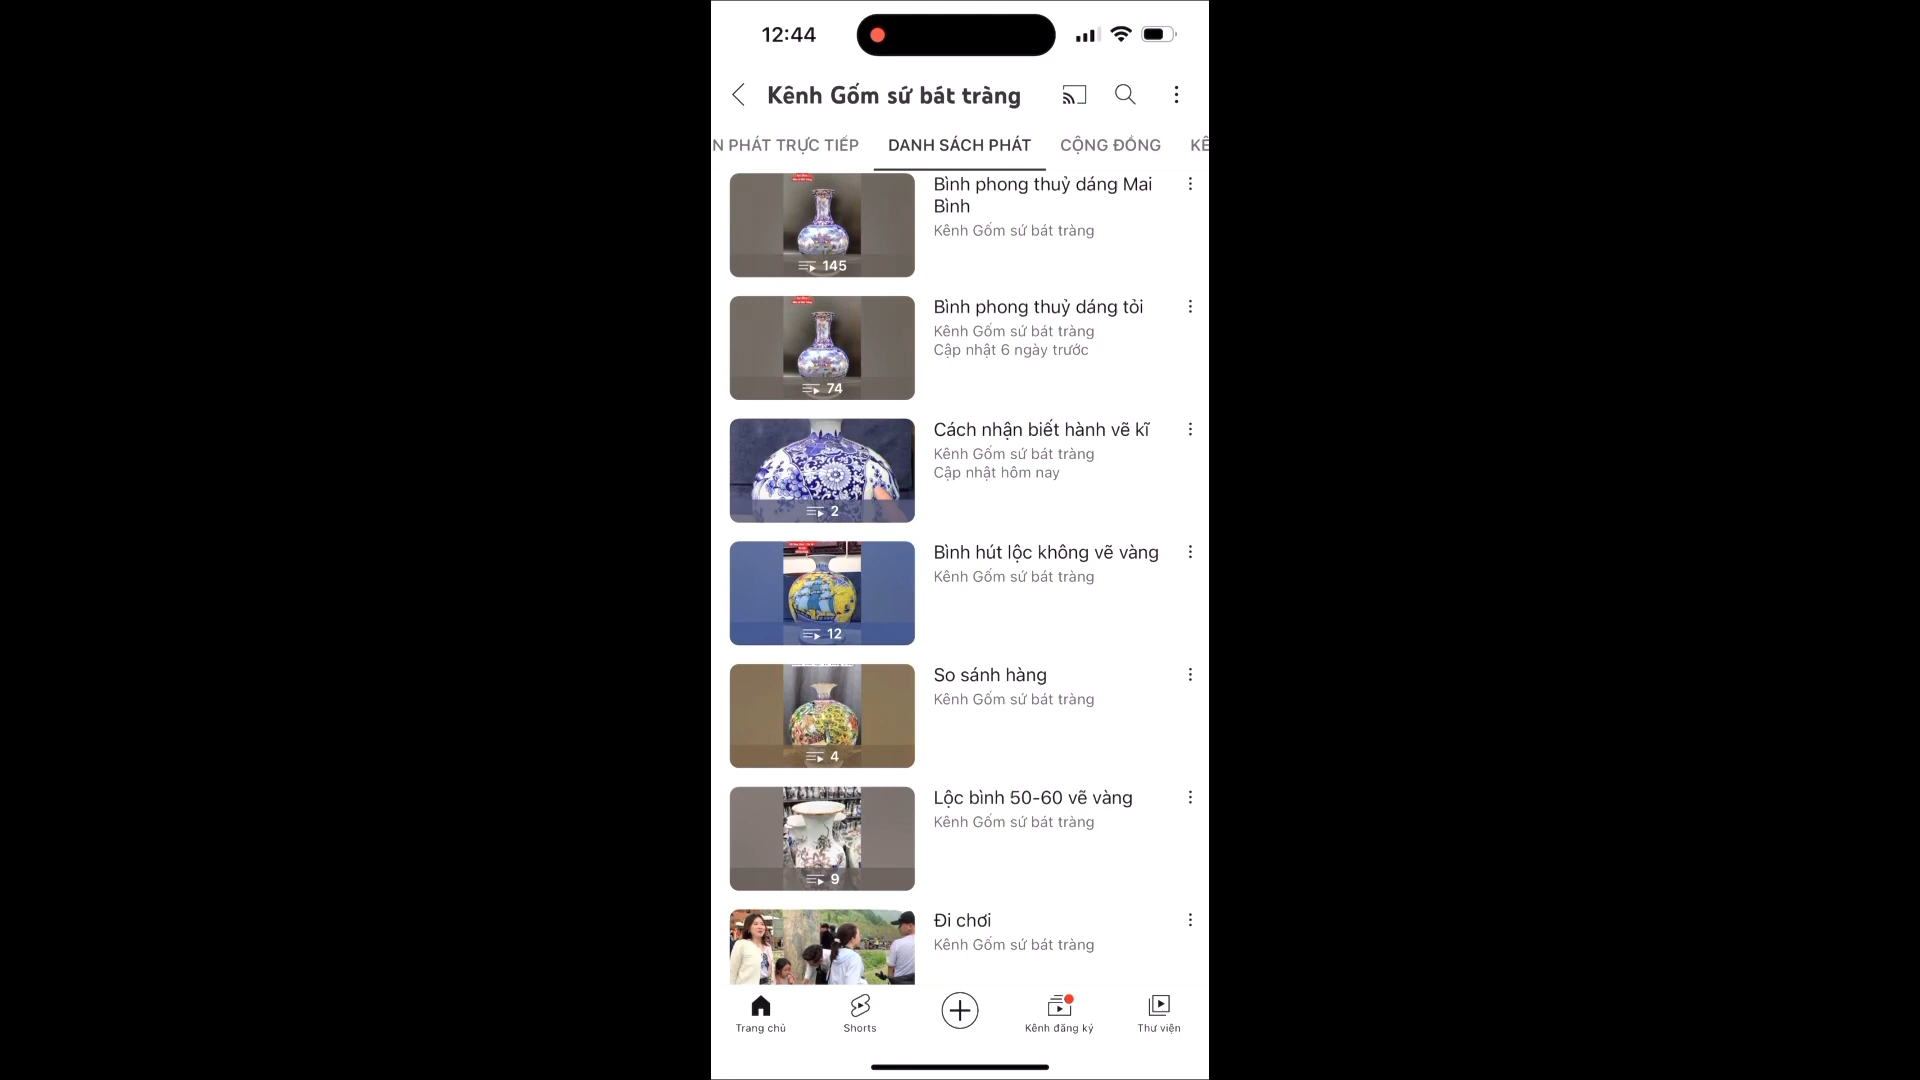 12:44
Kênh Gốm sứ bát tràng
N PHÁT TRỰC TIẾP
DANH SÁCH PHÁT
CỘNG ĐỒNG
KÊ
Bình phong thuỷ dáng Mai
Bình
Kênh Gốm sứ bát tràng
145
Bình phong thuỷ dáng tỏi
Kênh Gốm sứ bát tràng
Cập nhật 6 ngày trước
74
Cách nhận biết hành vẽ kĩ
Kênh Gốm sứ bát tràng
Cập nhật hôm nay
2
Bình hút lộc không vẽ vàng
Kênh Gốm sứ bát tràng
12
So sánh hàng
Kênh Gốm sứ bát tràng
4
Lộc bình 50-60 vẽ vàng
Kênh Gốm sứ bát tràng
9
Đi chơi
Kênh Gốm sứ bát tràng
Trang chủ
Shorts
Kênh đăng ký
Thư viện